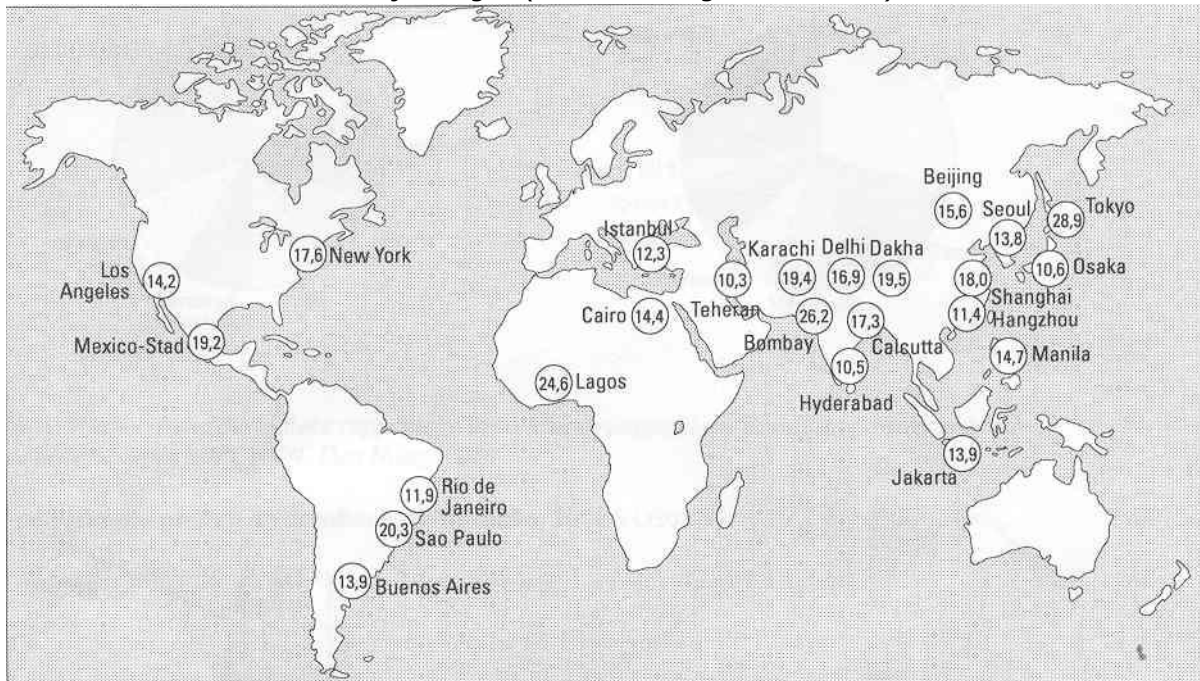 Beijing
15,6
Seoul
13,8
Tokyo
28,9
Istanbul
12,3
Karachi
19,4
Delhi
16,9
Dakha
19,5
New York
17,6
Los
Angeles
14,2
10,3
Teheran
18,0
Shanghai
10,6
Osaka
11,4
Hangzhou
Cairo
14,4
26,2
Bombay
17,3
Calcutta
Mexico-Stad
19,2
14,7
Manila
10,5
Hyderabad
24,6
Lagos
13,9
Jakarta
11,9
Rio de
Janeiro
20,3
Sao Paulo
13,9
Buenos Aires